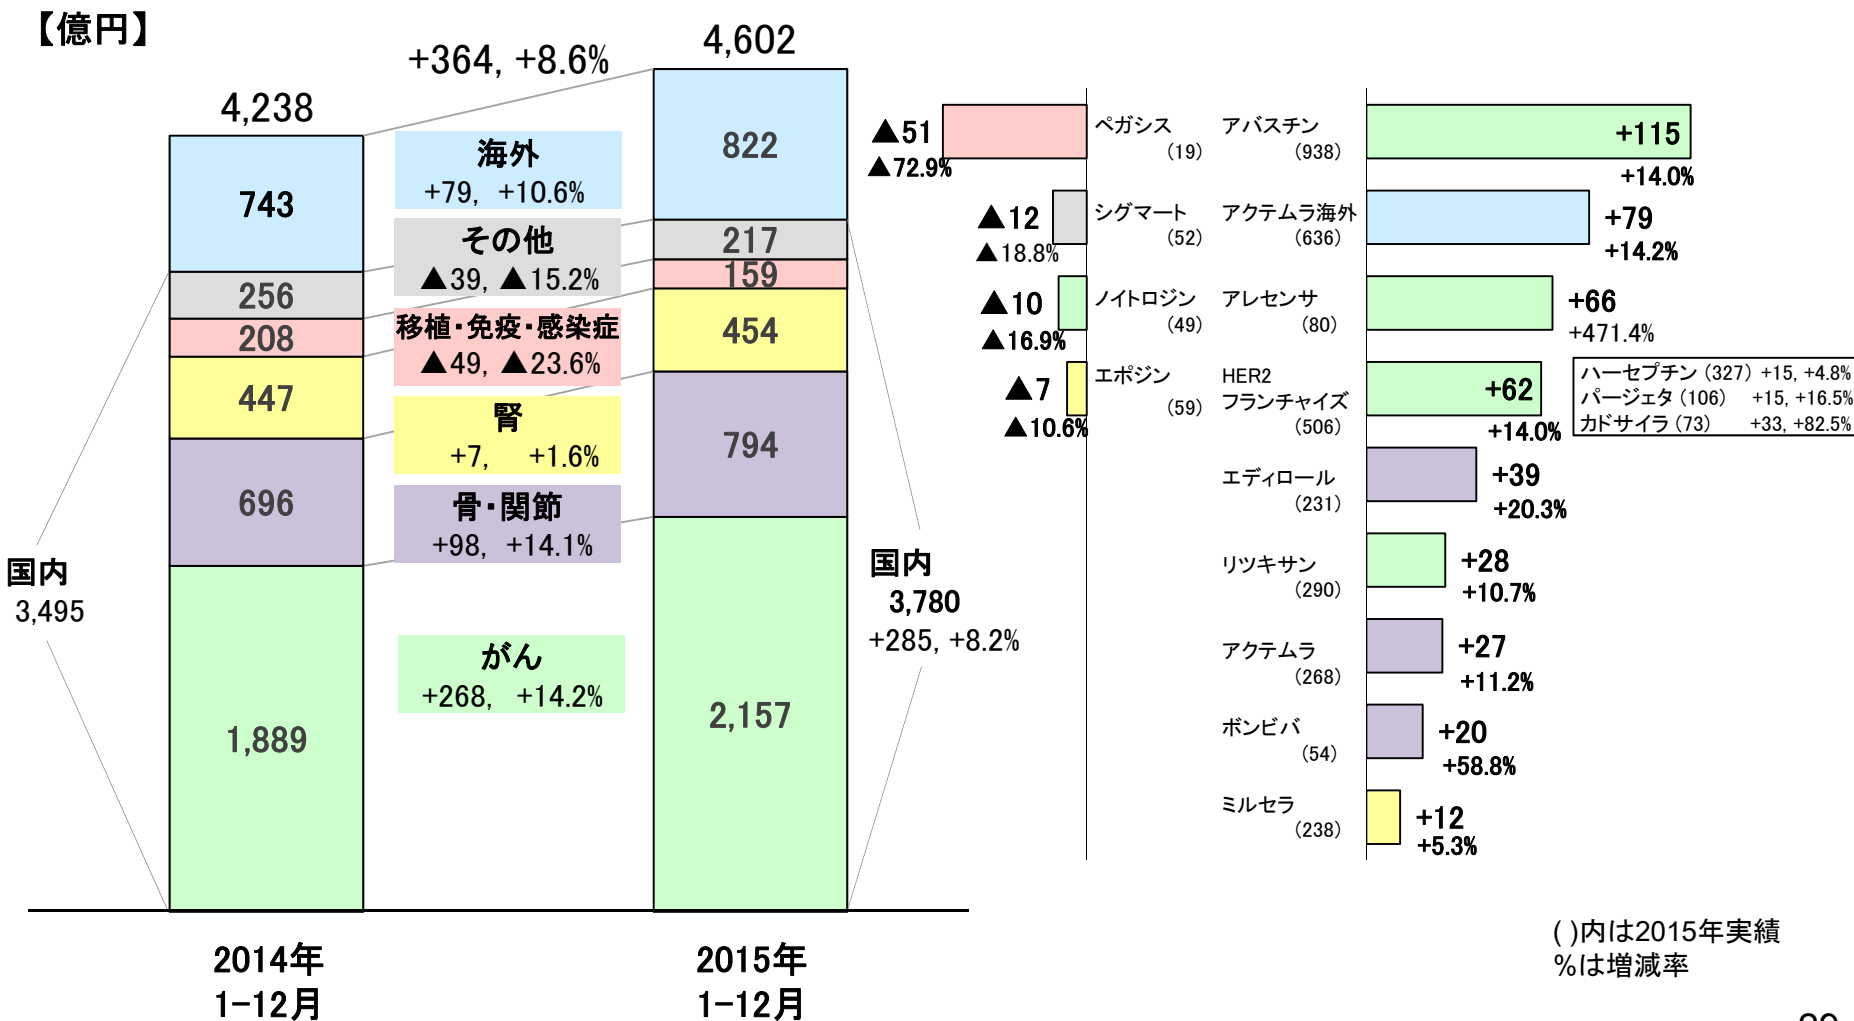 【億円】
+364, +8.6%
4,238
743
256
208
447
696
1,889
国内
3,495
海外
+79, +10.6%
その他
▲39, ▲15.2%
移植・免疫・感染症
▲49, ▲23.6%
腎
+7, +1.6%
骨・関節
+98, +14.1%
がん
+268, +14.2%
4,602
822
217
159
454
794
2,157
国内
3,780
+285, +8.2%
2014年
1-12月
2015年
1-12月
▲51
▲72.9%
ペガシス
(19)
▲12
▲18.8%
シグマート
(52)
▲10
▲16.9%
ノイトロジン
(49)
▲7
▲10.6%
エポジン
(59)
アバスチン
(938)
+115
+14.0%
アクテムラ海外
(636)
+79
+14.2%
アレセンサ
(80)
+66
+471.4%
HER2
フランチャイズ
(506)
+62
+14.0%
ハーセプチン (327) +15, +4.8%
パージェタ (106) +15, +16.5%
カドサイラ (73) +33, +82.5%
エディロール
(231)
+39
+20.3%
リツキサン
(290)
+28
+10.7%
アクテムラ
(268)
+27
+11.2%
ボンビバ
(54)
+20
+58.8%
ミルセラ
(238)
+12
+5.3%
( )内は2015年実績
%は増減率